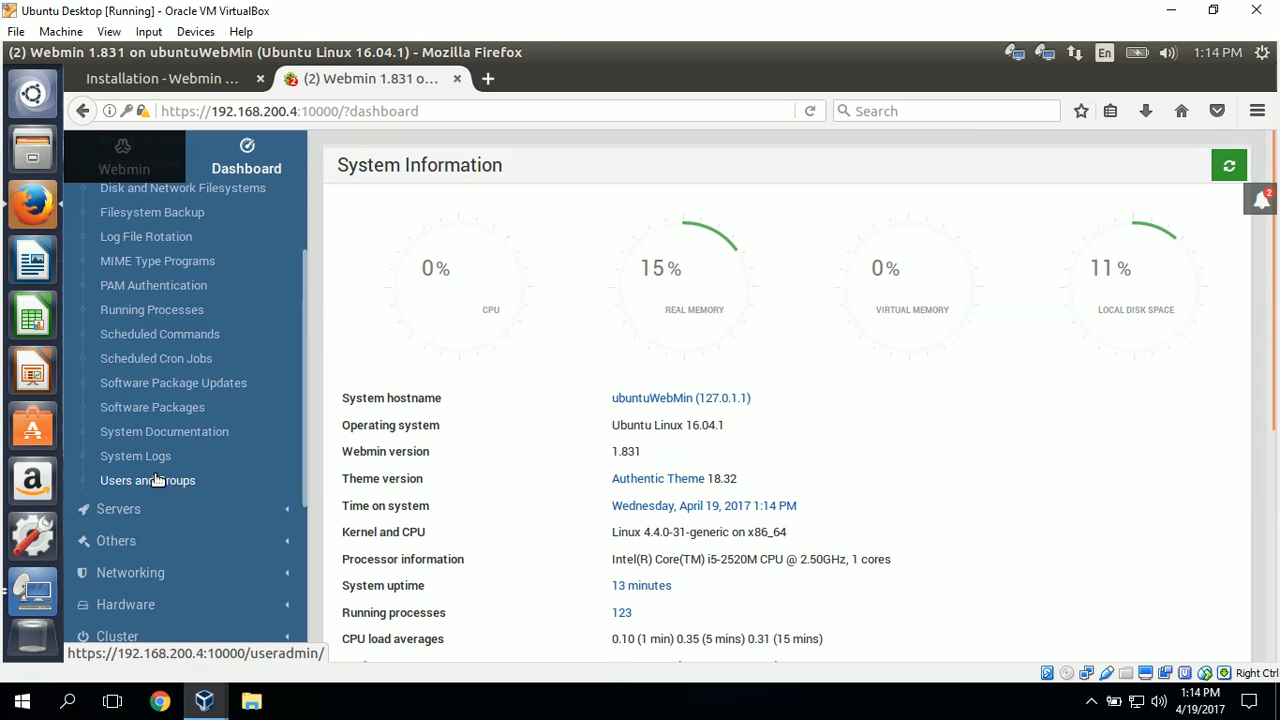 Ubuntu Desktop [Running] - Oracle VM VirtualBox
File Machine View Input Devices Help
(2) Webmin 1.831 on ubuntuWebMin (Ubuntu Linux 16.04.1) - Mozilla Firefox
En
1:14 PM
Installation - Webmin ...
(2) Webmin 1.831 o...
https://192.168.200.4:10000/?dashboard
Search
Webmin
Dashboard
Disk and Network Filesystems
Filesystem Backup
Log File Rotation
MIME Type Programs
PAM Authentication
Running Processes
Scheduled Commands
Scheduled Cron Jobs
Software Package Updates
Software Packages
System Documentation
System Logs
Users and Groups
Servers
Others
Networking
Hardware
Cluster
https://192.168.200.4:10000/useradmin/
System Information
2
0%
CPU
15%
REAL MEMORY
0%
VIRTUAL MEMORY
11%
LOCAL DISK SPACE
System hostname ubuntuWebMin (127.0.1.1)
Operating system Ubuntu Linux 16.04.1
Webmin version 1.831
Theme version Authentic Theme 18.32
Time on system Wednesday, April 19, 2017 1:14 PM
Kernel and CPU Linux 4.4.0-31-generic on x86_64
Processor information Intel(R) Core(TM) i5-2520M CPU @ 2.50GHz, 1 cores
System uptime 13 minutes
Running processes 123
CPU load averages 0.10 (1 min) 0.35 (5 mins) 0.31 (15 mins)
Right Ctrl
1:14 PM
4/19/2017